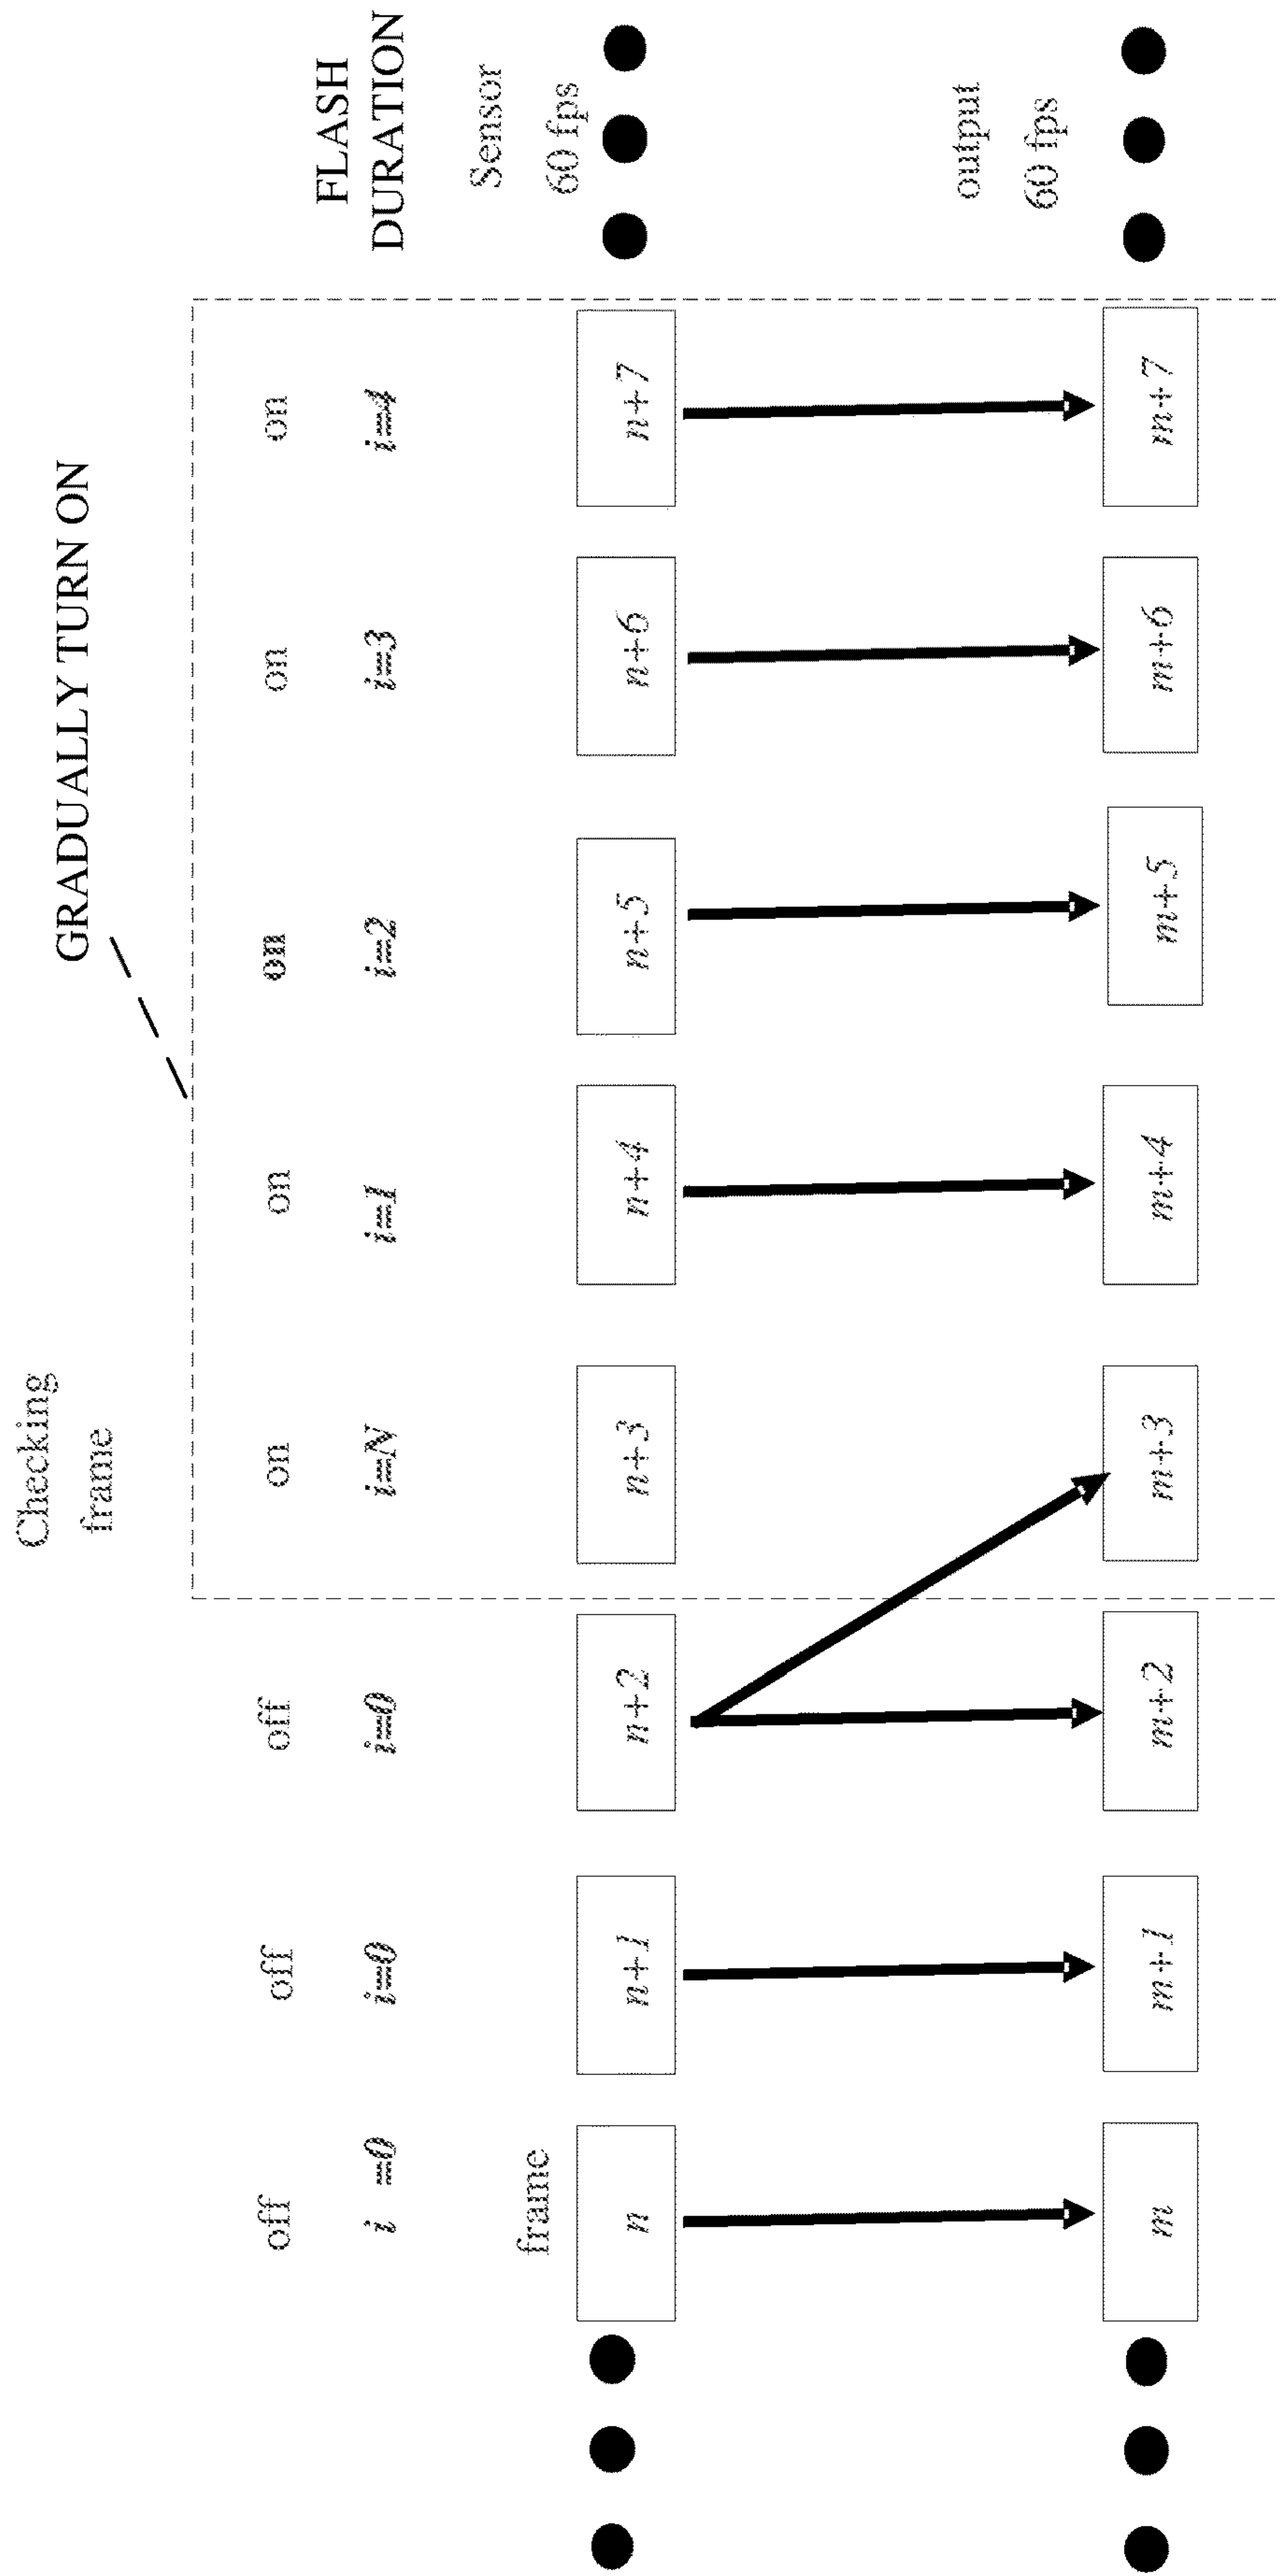 GRADUALLY TURN ON
Checking
frame
off off off on on on on on
FLASH
DURATION
i =0 i=0 i=0 i=N i=1 i=2 i=3 i=4
Sensor
60 fps
frame
n n+1 n+2 n+3 n+4 n+5 n+6 n+7
output
60 fps
m m+1 m+2 m+3 m+4 m+5 m+6 m+7